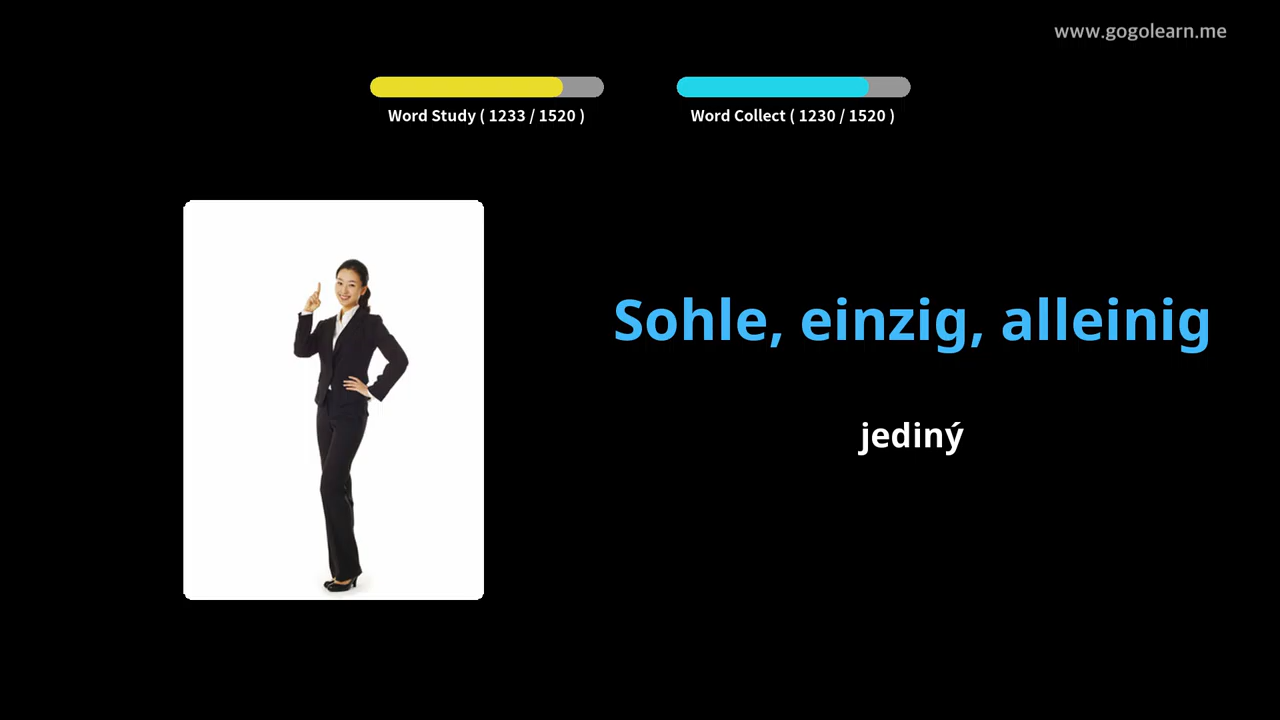 www.gogolearn.me
Word Study ( 1233 / 1520 )
Word Collect ( 1230 / 1520 )
Sohle, einzig, alleinig
jediný